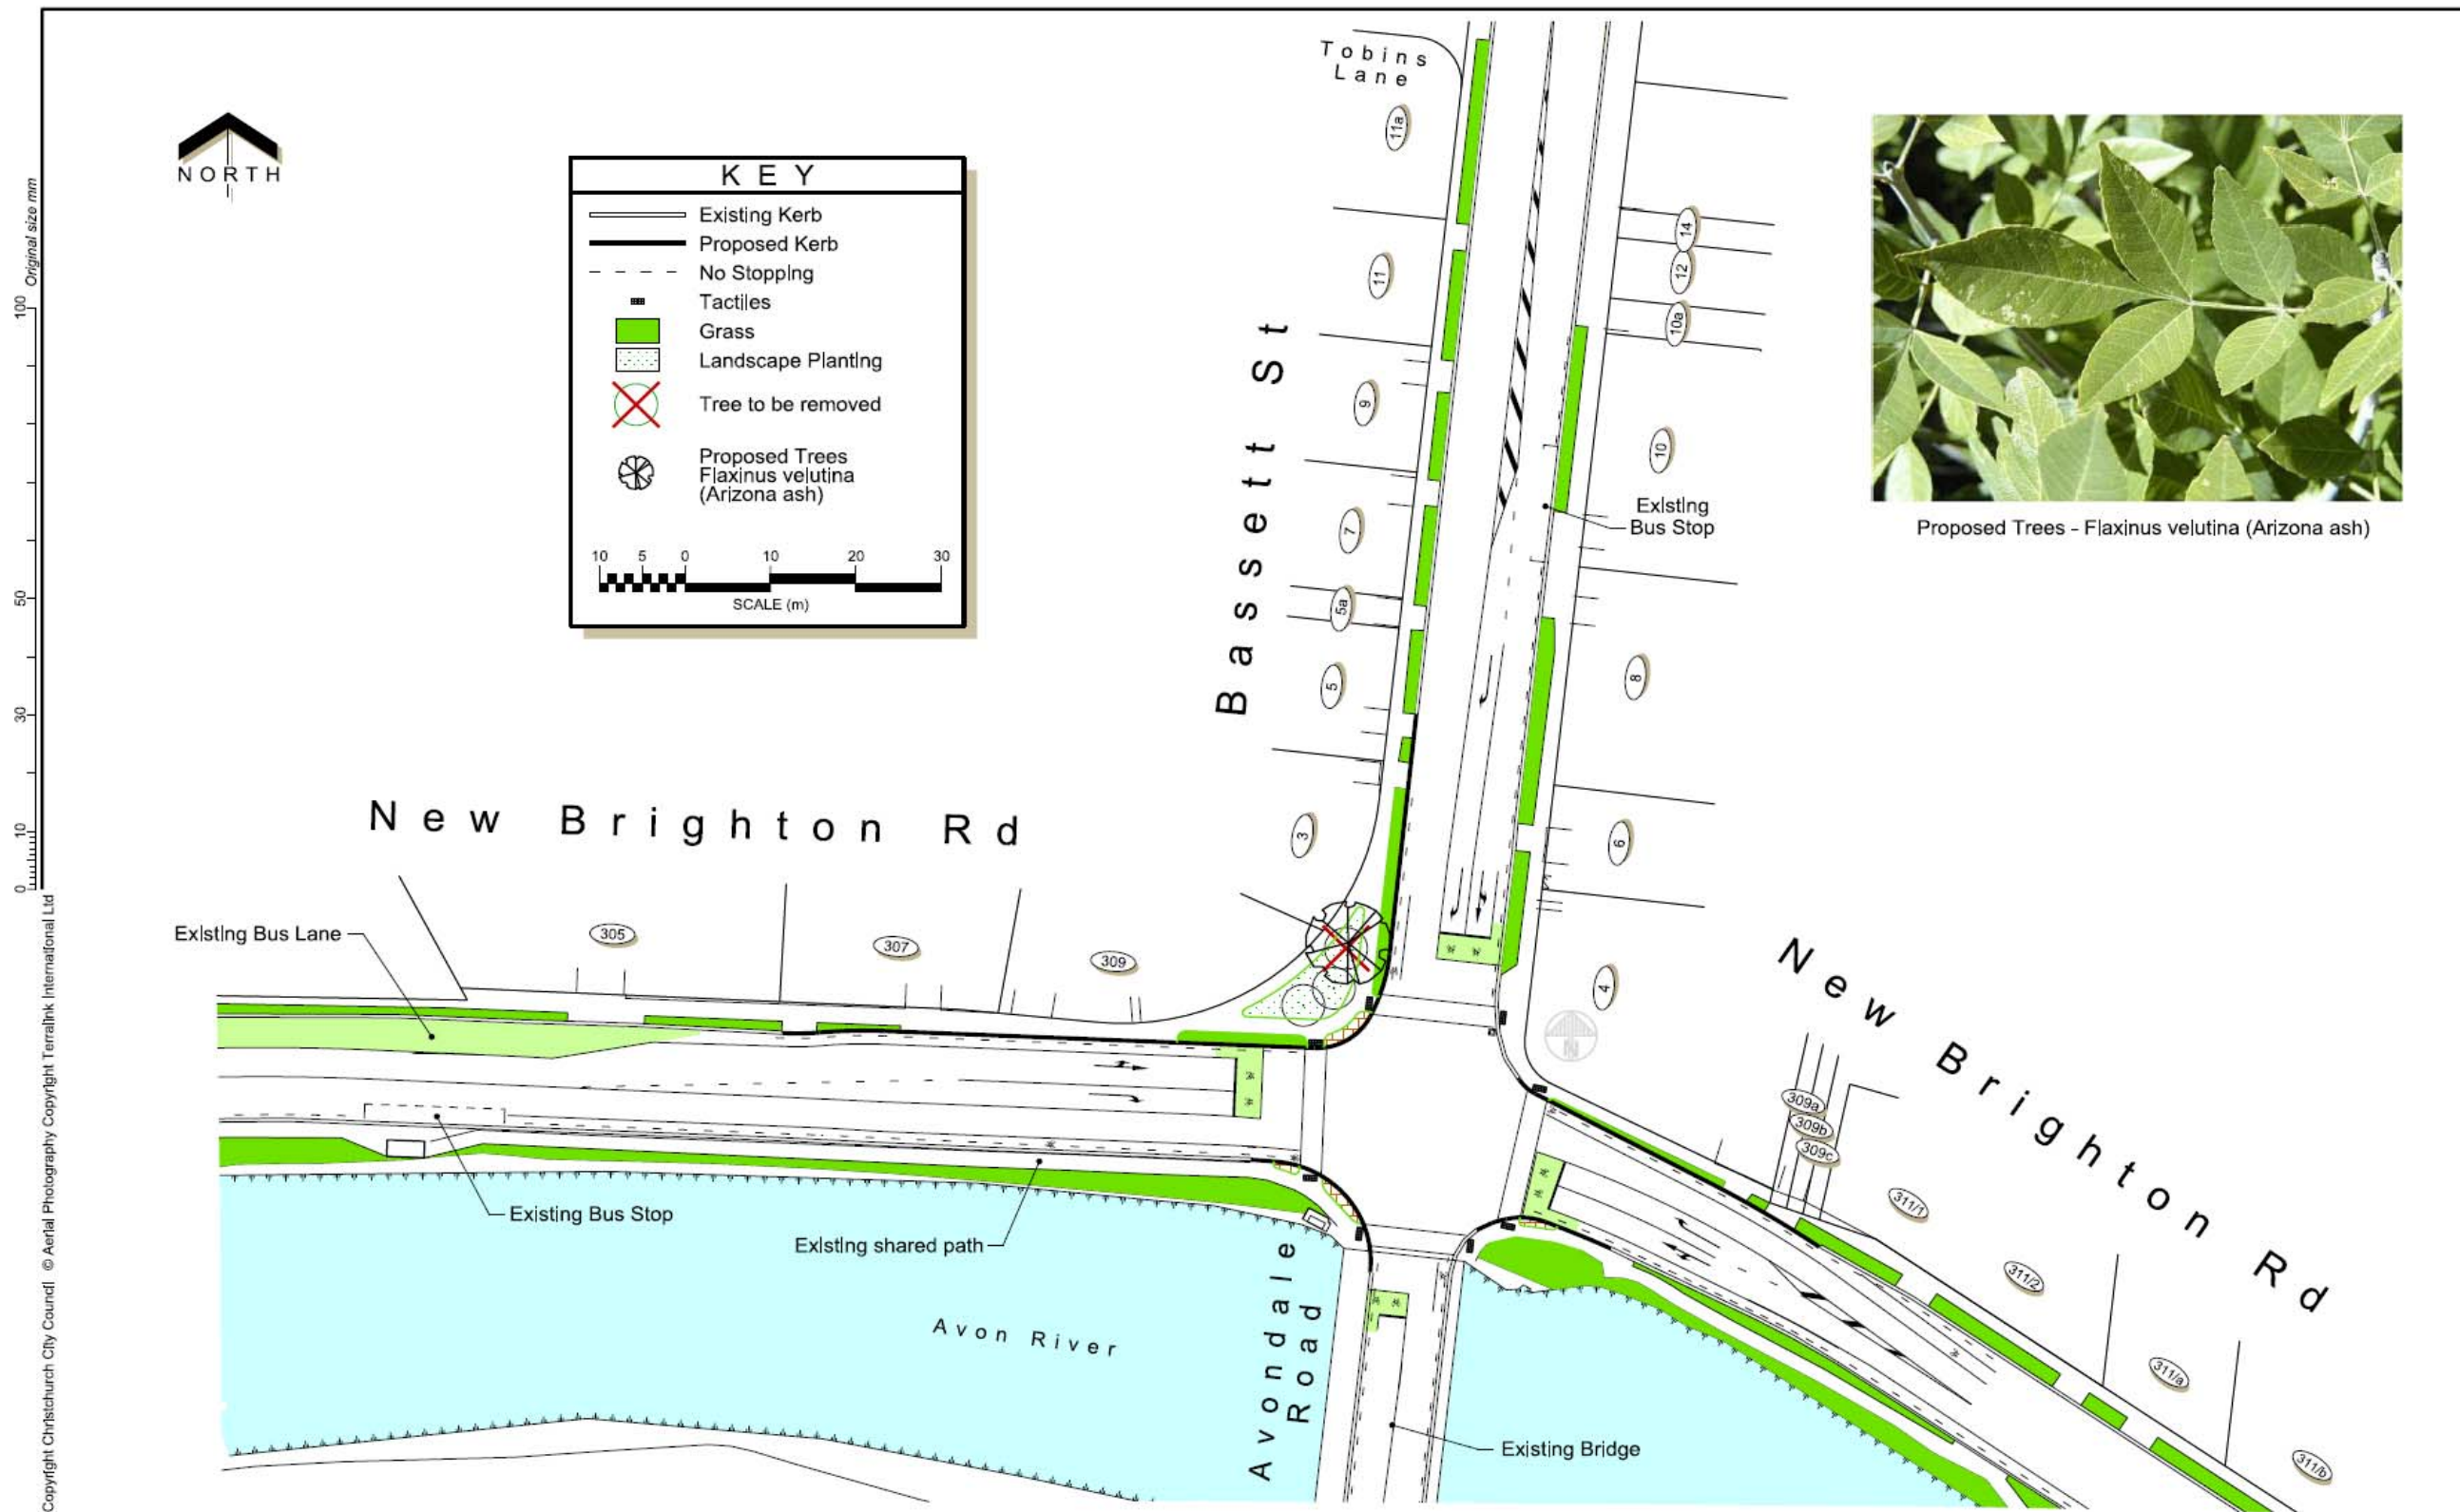 Tobins
Lane
NORTH
KEY
Existing Kerb
Proposed Kerb
No Stopping
Tactiles
Grass
Landscape Planting
Tree to be removed
Proposed Trees
Flaxinus velutina
(Arizona ash)
10 5 0 10 20 30
SCALE (m)
Original size mm
100
50
30
10
0
Copyright Christchurch City Council © Aerial Photography Copyright Terralink International Ltd
Proposed Trees - Flaxinus velutina (Arizona ash)
11a
11
9
7
5a
5
3
14
12
10a
10
8
6
4
Existing
Bus Stop
Bassett St
New Brighton Rd
Existing Bus Lane
305
307
309
N
New Brighton Rd
309a
309b
309c
311/1
311/2
311/a
311/b
Existing Bus Stop
Existing shared path
Avon River
Avondale
Road
Existing Bridge